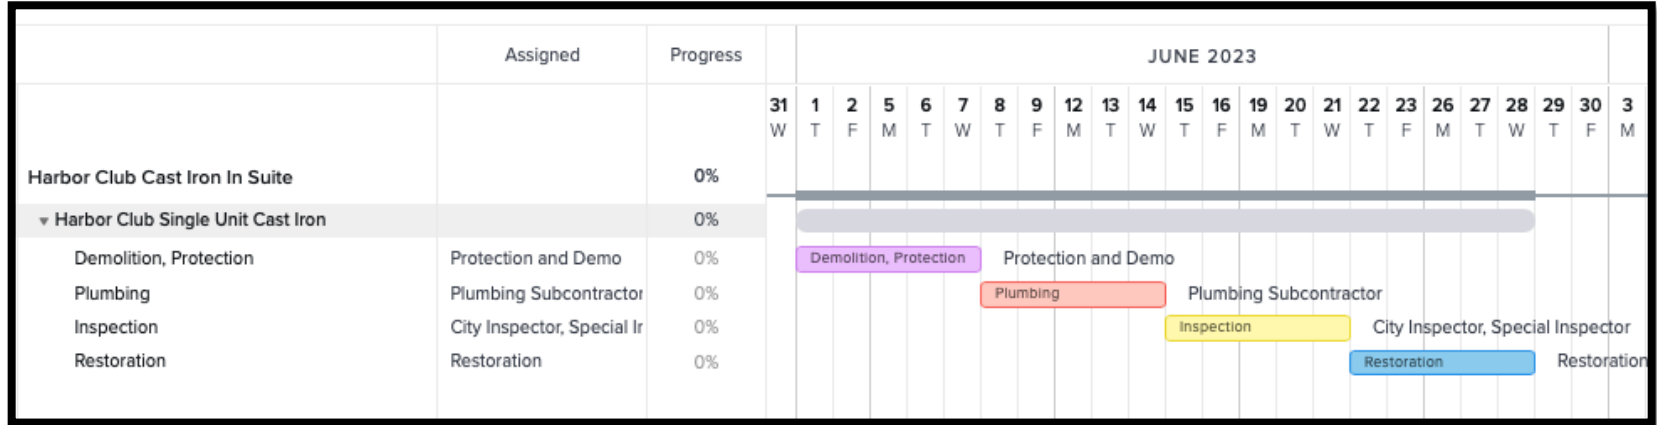 Assigned Progress JUNE 2023
31 1 2 5 6 7 8 9 12 13 14 15 16 19 20 21 22 23 26 27 28 29 30 3
W T F M T W T F M T W T F M T W T F M T W T F M
Harbor Club Cast Iron In Suite 0%
Harbor Club Single Unit Cast Iron 0%
Demolition, Protection Protection and Demo 0% Demolition, Protection Protection and Demo
Plumbing Plumbing Subcontractor 0% Plumbing Plumbing Subcontractor
Inspection City Inspector, Special Ir 0% Inspection City Inspector, Special Inspector
Restoration Restoration 0% Restoration Restoration